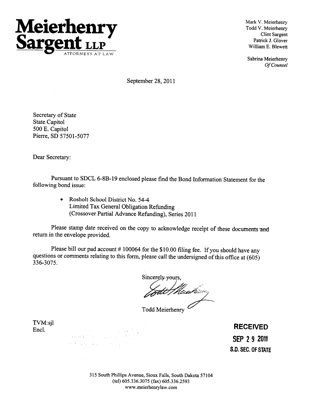 Meierhenry
Sargent LLP
ATTORNEYS AT LAW
Mark V. Meierhenry
Todd V. Meierhenry
Clint Sargent
Patrick J. Glover
William E. Blewett
Sabrina Meierhenry
Of Counsel
September 28, 2011
Secretary of State
State Capitol
500 E. Capitol
Pierre, SD 57501-5077
Dear Secretary:
Pursuant to SDCL 6-8B-19 enclosed please find the Bond Information Statement for the
following bond issue:
• Rosholt School District No. 54-4
Limited Tax General Obligation Refunding
(Crossover Partial Advance Refunding), Series 2011
Please stamp date received on the copy to acknowledge receipt of these documents and
return in the envelope provided.
Please bill our pad account # 100064 for the $10.00 filing fee. If you should have any
questions or comments relating to this form, please call the undersigned of this office at (605)
336-3075.
Sincerely yours,
Todd Meierhenry
Todd Meierhenry
TVM:sjl
Encl.
RECEIVED
SEP 29 2011
S.D. SEC. OF STATE
315 South Phillips Avenue, Sioux Falls, South Dakota 57104
(tel) 605.336.3075 (fax) 605.336.2593
www.meierhenrylaw.com